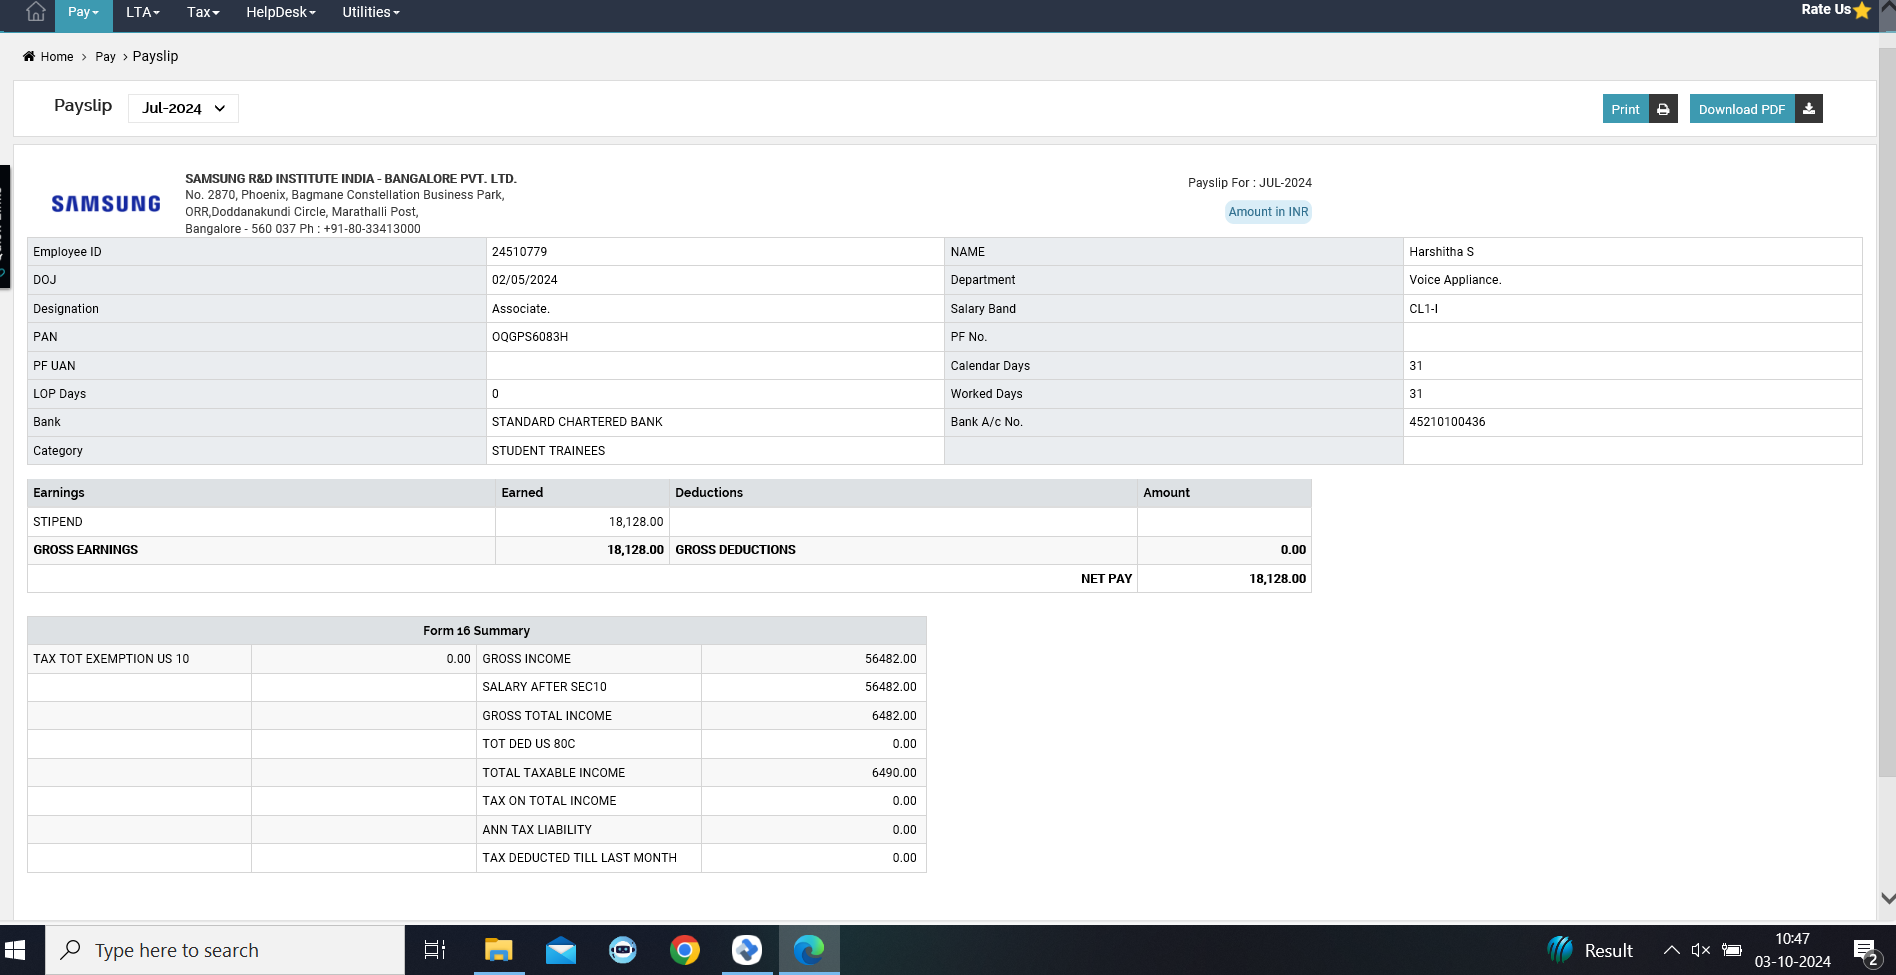 Pay LTA Tax HelpDesk Utilities Rate Us
Home > Pay > Payslip
Payslip Jul-2024 Print Download PDF
SAMSUNG
SAMSUNG R&D INSTITUTE INDIA - BANGALORE PVT. LTD.
No. 2870, Phoenix, Bagmane Constellation Business Park,
ORR,Doddanakundi Circle, Marathalli Post,
Bangalore - 560 037 Ph : +91-80-33413000
Payslip For : JUL-2024
Amount in INR
Employee ID 24510779 NAME Harshitha S
DOJ 02/05/2024 Department Voice Appliance.
Designation Associate. Salary Band CL1-I
PAN OQGPS6083H PF No.
PF UAN Calendar Days 31
LOP Days 0 Worked Days 31
Bank STANDARD CHARTERED BANK Bank A/c No. 45210100436
Category STUDENT TRAINEES
Earnings Earned Deductions Amount
STIPEND 18,128.00
GROSS EARNINGS 18,128.00 GROSS DEDUCTIONS 0.00
NET PAY 18,128.00
Form 16 Summary
TAX TOT EXEMPTION US 10 0.00 GROSS INCOME 56482.00
SALARY AFTER SEC10 56482.00
GROSS TOTAL INCOME 6482.00
TOT DED US 80C 0.00
TOTAL TAXABLE INCOME 6490.00
TAX ON TOTAL INCOME 0.00
ANN TAX LIABILITY 0.00
TAX DEDUCTED TILL LAST MONTH 0.00
Type here to search Result 10:47
03-10-2024 2